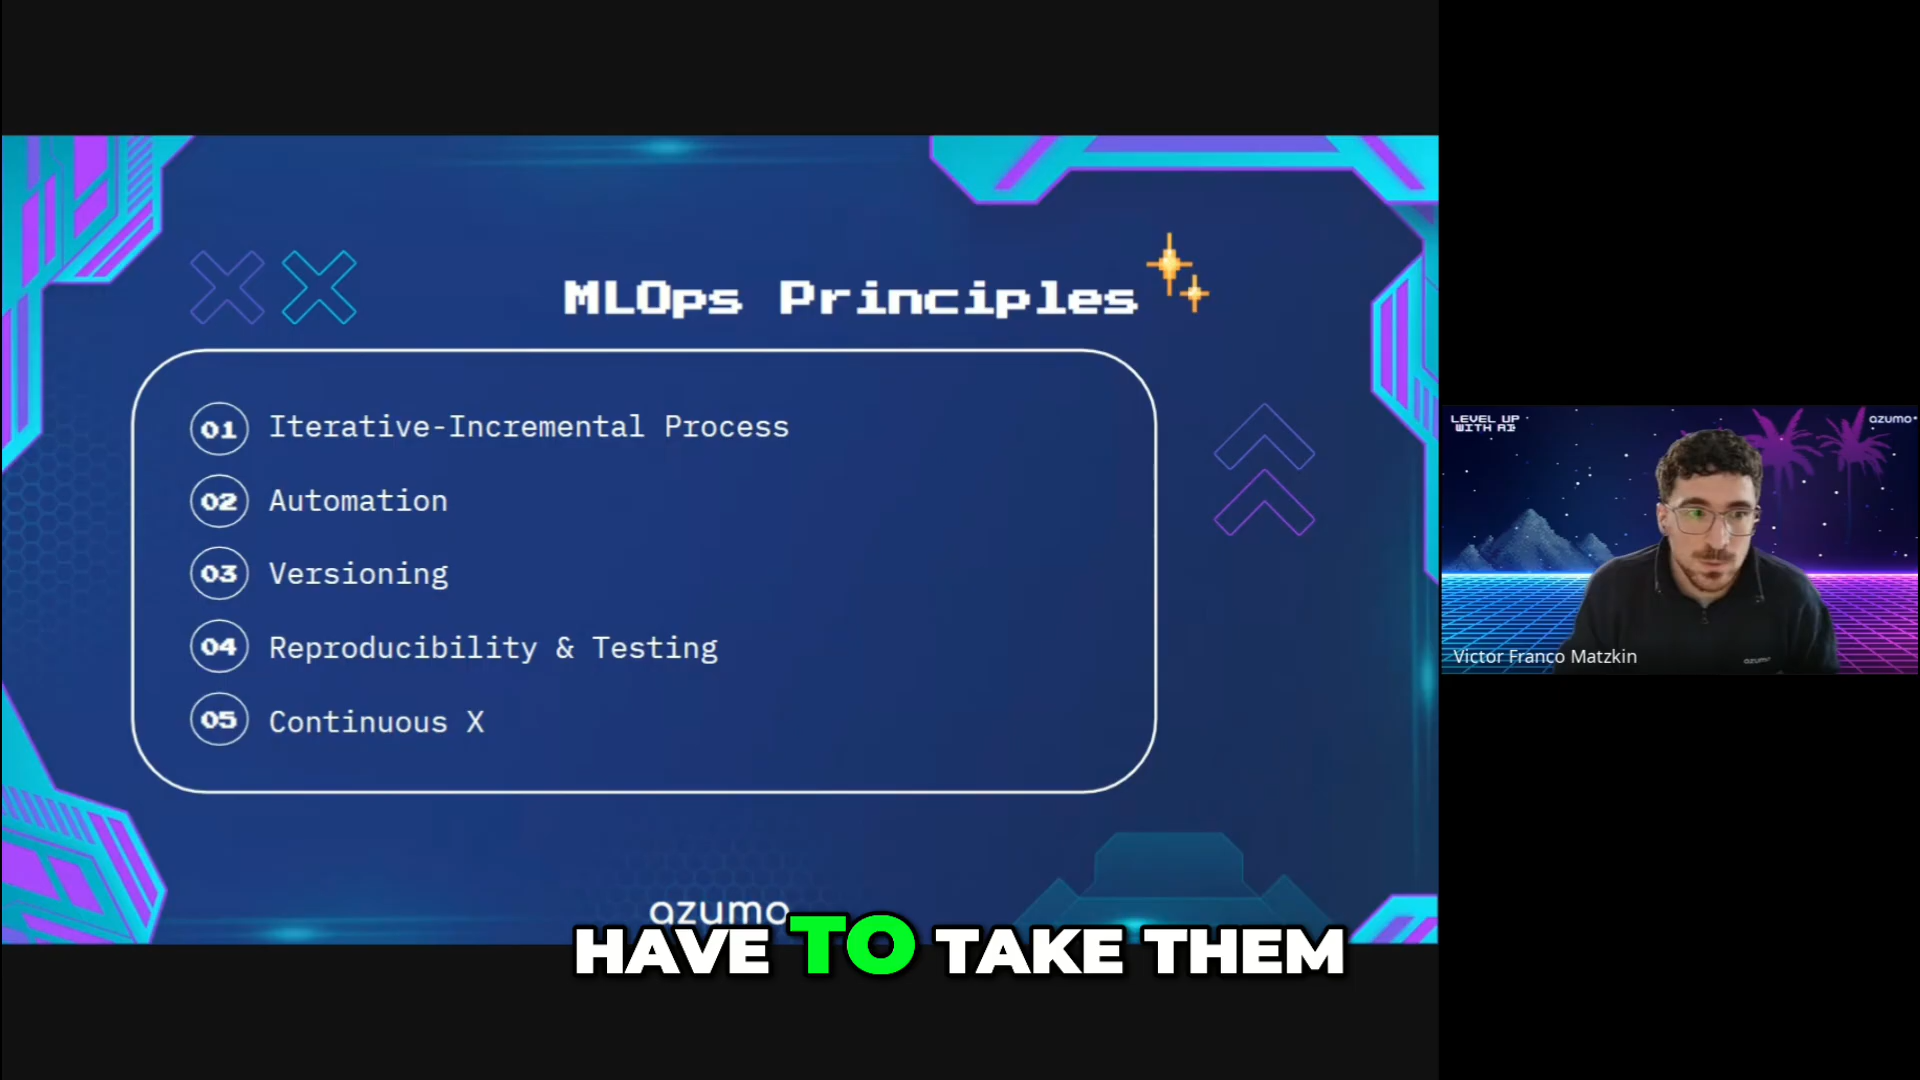 MLOps Principles
01 Iterative-Incremental Process
02 Automation
03 Versioning
04 Reproducibility & Testing
05 Continuous X
azumo
HAVE TO TAKE THEM
LEVEL UP
WITH AI
azumo
azumo
Victor Franco Matzkin